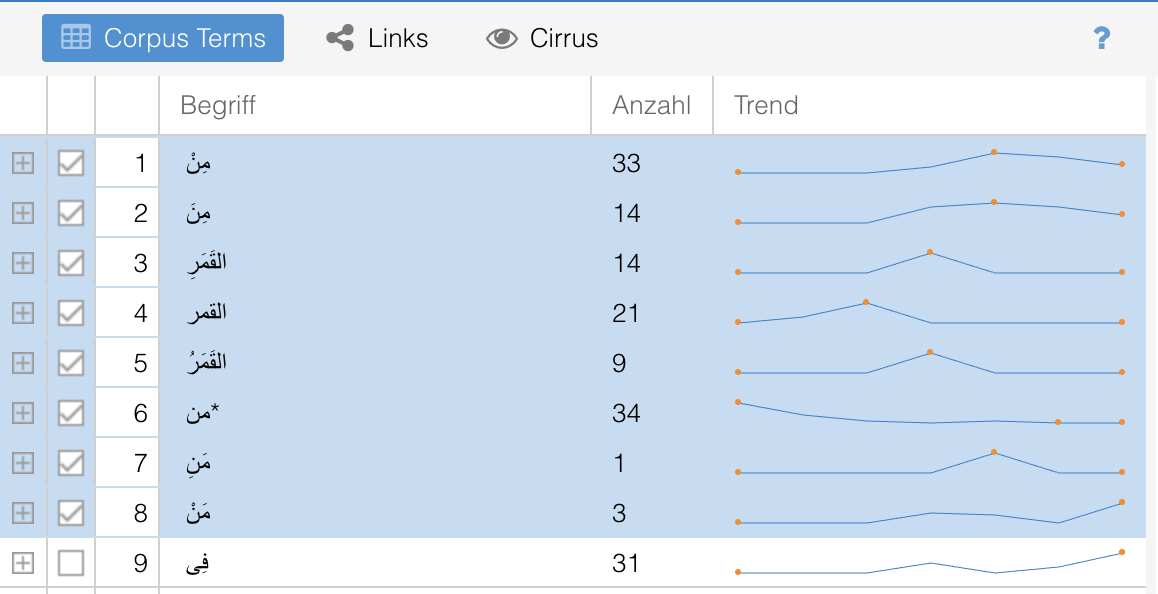 Corpus Terms Links Cirrus ?
Begriff Anzahl Trend
1 مِنْ 33
2 مِنَ 14
3 القَمَرِ 14
4 القمر 21
5 القَمَرُ 9
6 من* 34
7 مَنِ 1
8 مَنْ 3
9 فِى 31